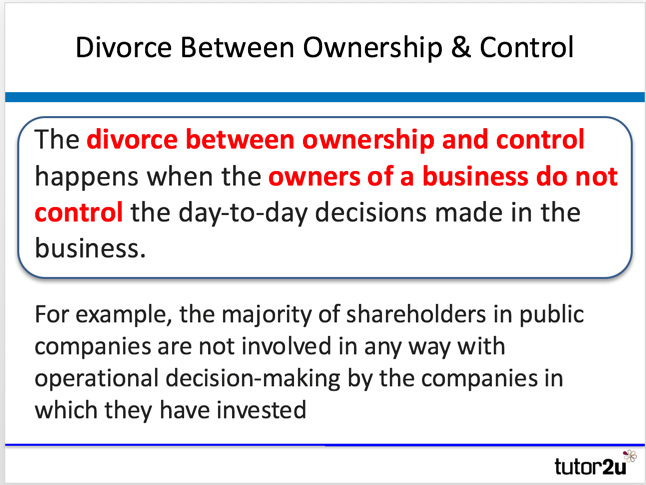 Divorce Between Ownership & Control
The divorce between ownership and control
happens when the owners of a business do not
control the day-to-day decisions made in the
business.
For example, the majority of shareholders in public
companies are not involved in any way with
operational decision-making by the companies in
which they have invested
tutor2u